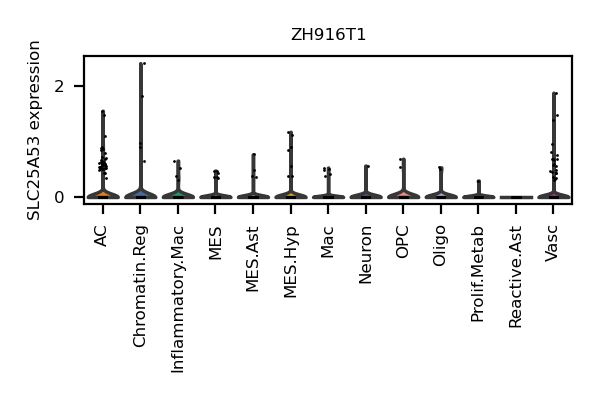 ZH916T1
SLC25A53 expression
2
0
AC
Chromatin.Reg
Inflammatory.Mac
MES
MES.Ast
MES.Hyp
Mac
Neuron
OPC
Oligo
Prolif.Metab
Reactive.Ast
Vasc